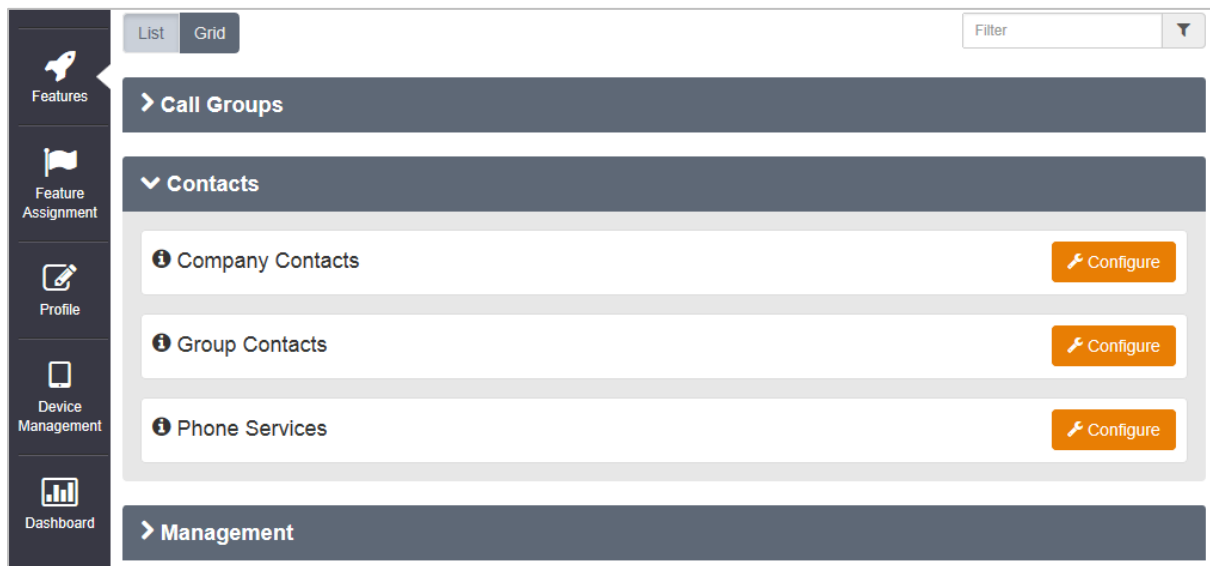 List Grid Filter
Features
Call Groups
Feature
Assignment
Contacts
Company Contacts Configure
Profile
Group Contacts Configure
Device
Management
Phone Services Configure
Dashboard
Management